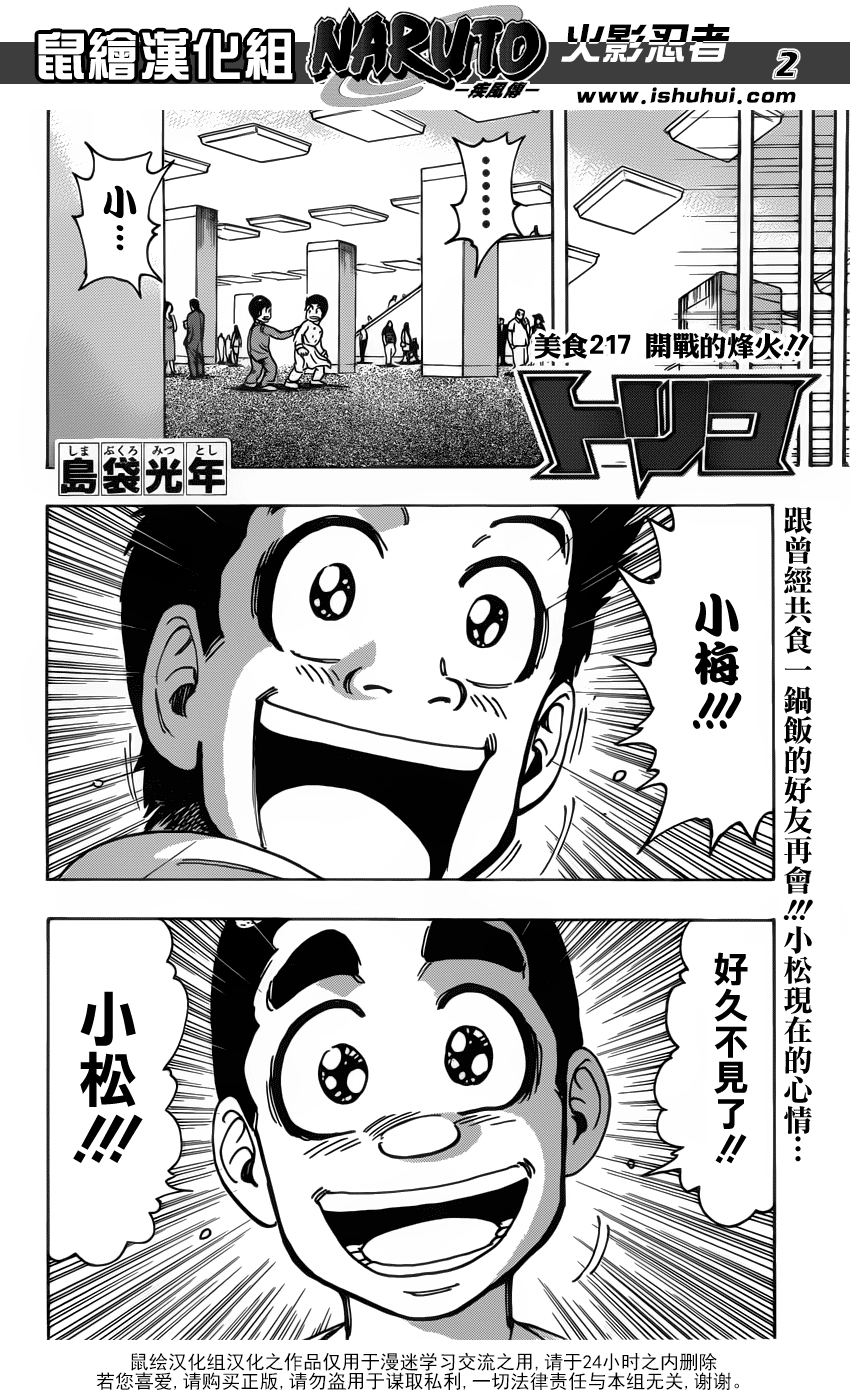 鼠繪漢化組
NARUTO
-疾風傳-
火影忍者
2
www.ishuhui.com
……
小…
美食217 開戰的烽火!!
トリコ
しま ぶくろ みつ とし
島袋光年
跟曾經共食一鍋飯的好友再會!!!小松現在的心情…
小梅!!!
好久不見了!!
小松!!!
鼠绘汉化组汉化之作品仅用于漫迷学习交流之用,请于24小时之内删除
若您喜爱,请购买正版,请勿盗用于谋取私利,一切法律责任与本组无关,谢谢。